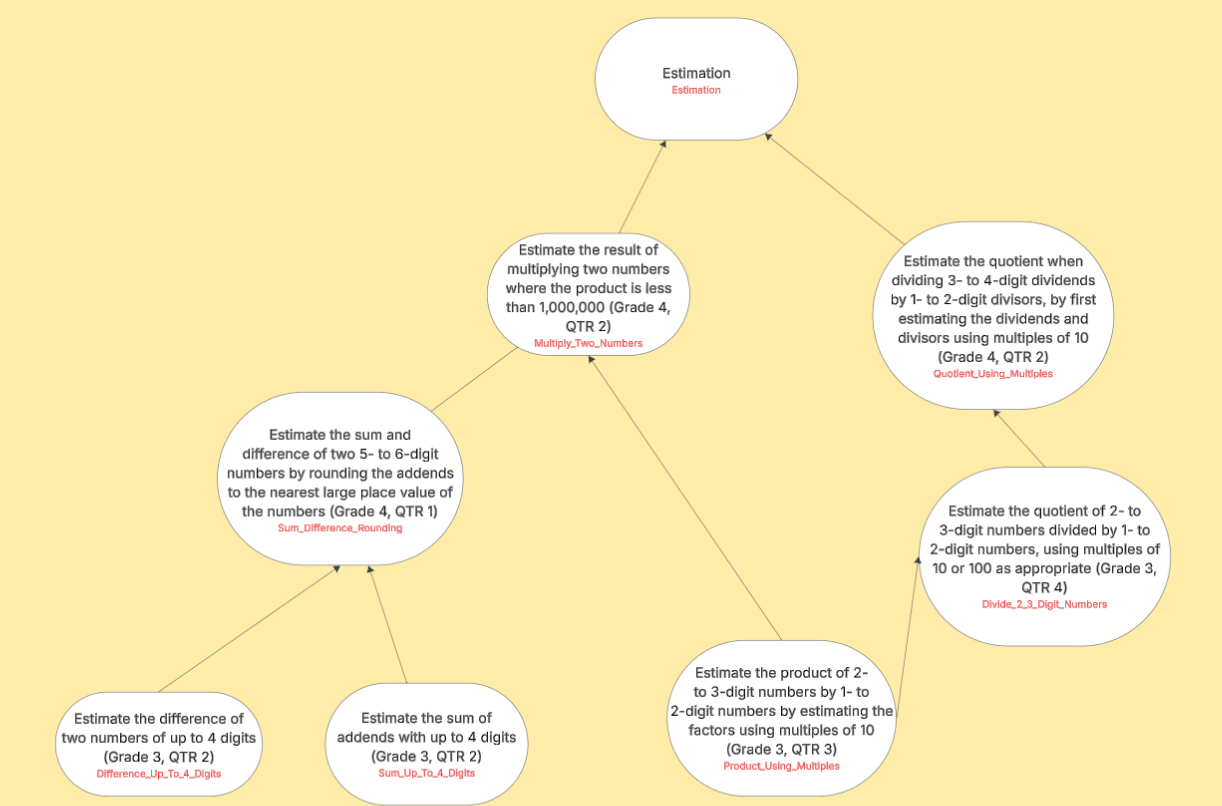 Estimation
Estimation
Estimate the result of
multiplying two numbers
where the product is less
than 1,000,000 (Grade 4,
QTR 2)
Multiply_Two_Numbers
Estimate the quotient when
dividing 3- to 4-digit dividends
by 1- to 2-digit divisors, by first
estimating the dividends and
divisors using multiples of 10
(Grade 4, QTR 2)
Quotient_Using_Multiples
Estimate the sum and
difference of two 5- to 6-digit
numbers by rounding the addends
to the nearest large place value of
the numbers (Grade 4, QTR 1)
Sum_Difference_Rounding
Estimate the quotient of 2- to
3-digit numbers divided by 1- to
2-digit numbers, using multiples of
10 or 100 as appropriate (Grade 3,
QTR 4)
Divide_2_3_Digit_Numbers
Estimate the difference of
two numbers of up to 4 digits
(Grade 3, QTR 2)
Difference_Up_To_4_Digits
Estimate the sum of
addends with up to 4 digits
(Grade 3, QTR 2)
Sum_Up_To_4_Digits
Estimate the product of 2-
to 3-digit numbers by 1- to
2-digit numbers by estimating the
factors using multiples of 10
(Grade 3, QTR 3)
Product_Using_Multiples